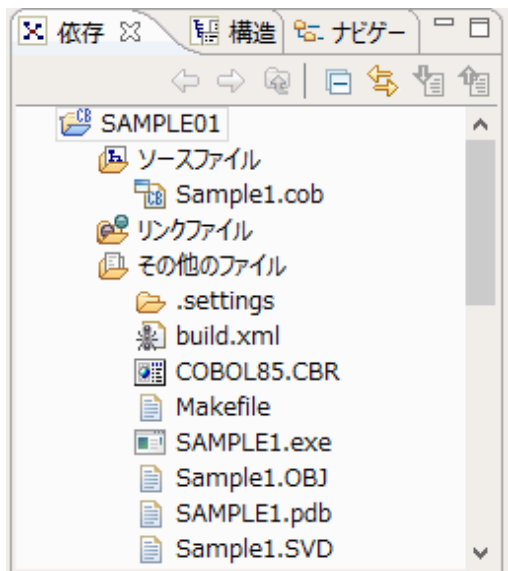 依存 構造 ナビゲー
SAMPLE01
ソースファイル
Sample1.cob
リンクファイル
その他のファイル
.settings
build.xml
COBOL85.CBR
Makefile
SAMPLE1.exe
Sample1.OBJ
SAMPLE1.pdb
Sample1.SVD